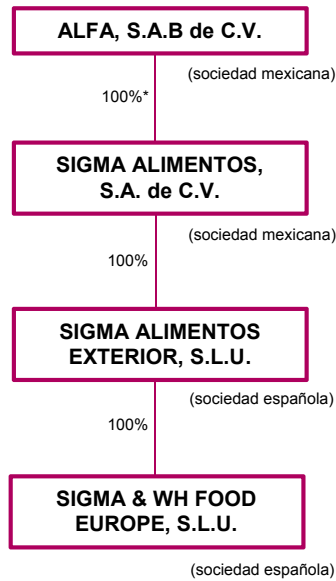 ALFA, S.A.B de C.V.
(sociedad mexicana)
100%*
SIGMA ALIMENTOS,
S.A. de C.V.
(sociedad mexicana)
100%
SIGMA ALIMENTOS
EXTERIOR, S.L.U.
(sociedad española)
100%
SIGMA & WH FOOD
EUROPE, S.L.U.
(sociedad española)